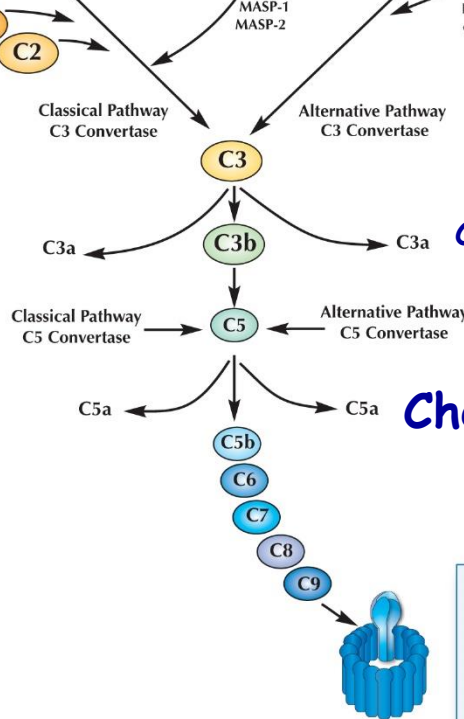 MASP-1
MASP-2
C2
Classical Pathway
C3 Convertase
Alternative Pathway
C3 Convertase
C3
C3a
C3b
C3a
Classical Pathway
C5 Convertase
C5
Alternative Pathway
C5 Convertase
C5a
C5a
Che
C5b
C6
C7
C8
C9